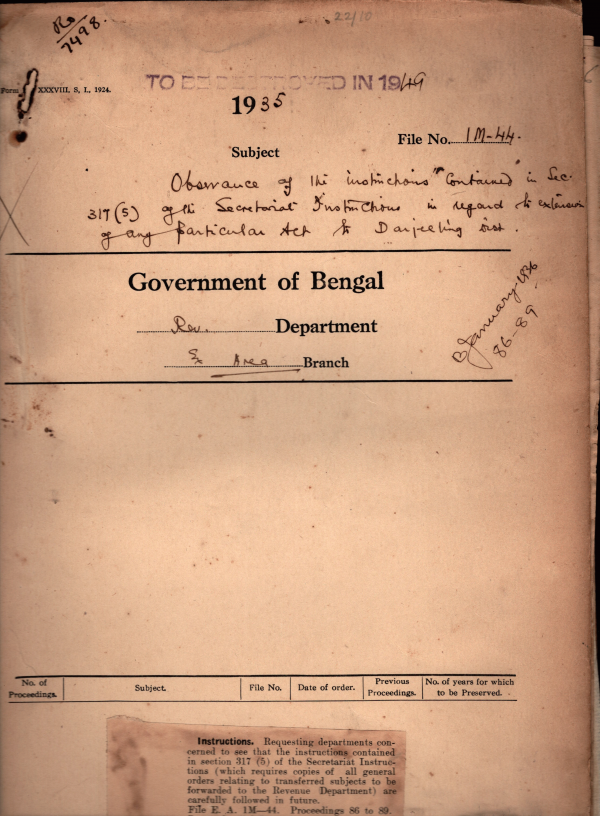 22/10
Ro/7498.
Form XXXVIII, S, I, 1924.
TO BE DESTROYED IN 1949
1935
File No. 1M-44.
Subject
Observance of the instructions "Contained" in Sec.
317 (5) of the Secretariat Instructions in regard to extension
of any particular Act to Darjeeling Dist.
Government of Bengal
Rev. Department
Ex Area Branch
B January 1936
86-89
No. of Proceedings.
Subject.
File No.
Date of order.
Previous Proceedings.
No. of years for which to be Preserved.
Instructions. Requesting departments con-
cerned to see that the instructions contained
in section 317 (5) of the Secretariat Instruc-
tions (which requires copies of all general
orders relating to transferred subjects to be
forwarded to the Revenue Department) are
carefully followed in future.
File E. A. 1M—44. Proceedings 86 to 89.